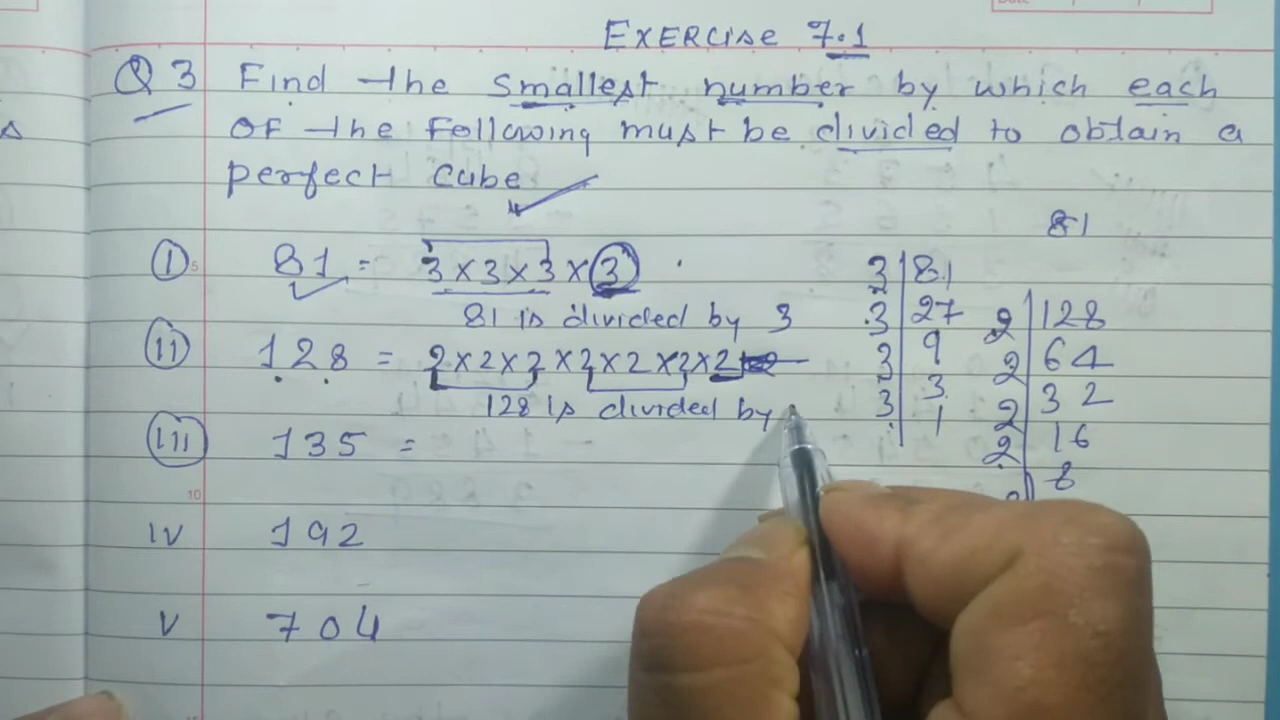 EXERCISE 7.1
Q 3 Find the smallest number by which each
of the following must be divided to obtain a
perfect cube
81
(i) 81 = 3 × 3 × 3 × 3
81 is divided by 3
(ii) 128 = 2 × 2 × 2 × 2 × 2 × 2 × 2
128 is divided by
(iii) 135 =
iv 192
v 704
3 | 81
3 | 27
3 | 9
3 | 3
1
2 | 128
2 | 64
2 | 32
2 | 16
8